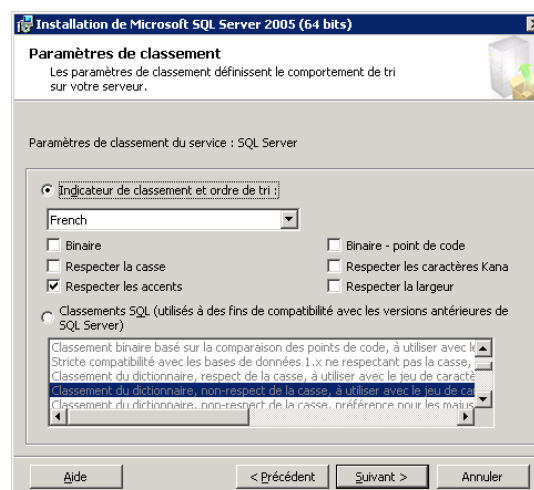 Installation de Microsoft SQL Server 2005 (64 bits)
Paramètres de classement
Les paramètres de classement définissent le comportement de tri
sur votre serveur.
Paramètres de classement du service : SQL Server
Indicateur de classement et ordre de tri :
French
Binaire
Binaire - point de code
Respecter la casse
Respecter les caractères Kana
Respecter les accents
Respecter la largeur
Classements SQL (utilisés à des fins de compatibilité avec les versions antérieures de
SQL Server)
Classement binaire basé sur la comparaison des points de code, à utiliser avec le
Stricte compatibilité avec les bases de données 1.x ne respectant pas la casse,
Classement du dictionnaire, respect de la casse, à utiliser avec le jeu de caractè
Classement du dictionnaire, non-respect de la casse, à utiliser avec le jeu de car
Classement du dictionnaire, non-respect de la casse, préférence pour les majus
Aide
< Précédent
Suivant >
Annuler